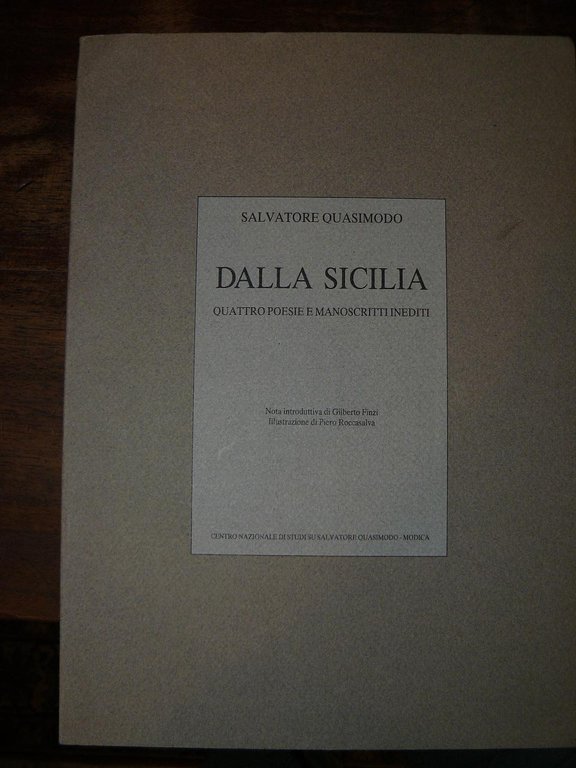 SALVATORE QUASIMODO
DALLA SICILIA
QUATTRO POESIE E MANOSCRITTI INEDITI
Nota introduttiva di Gilberto Finzi
Illustrazione di Piero Roccasalva
CENTRO NAZIONALE DI STUDI SU SALVATORE QUASIMODO - MODICA